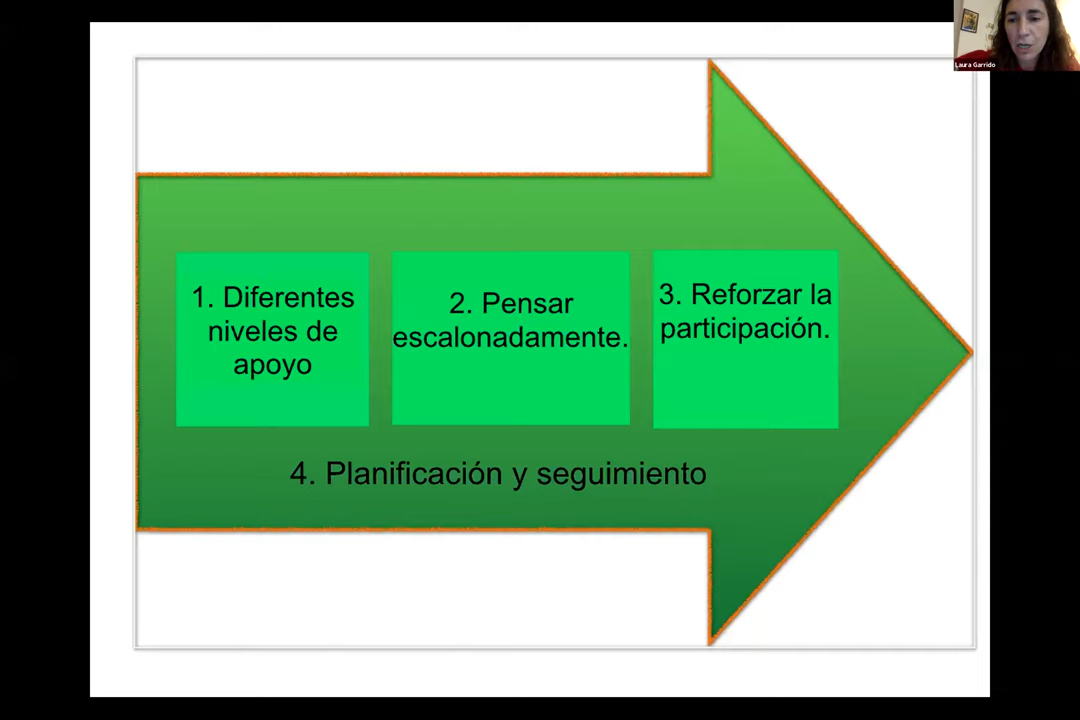 Laura Garrido
1. Diferentes
niveles de
apoyo
2. Pensar
escalonadamente.
3. Reforzar la
participación.
4. Planificación y seguimiento